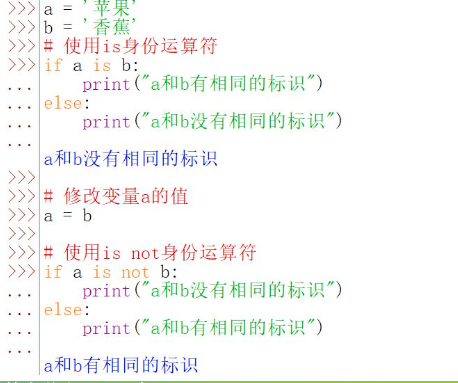 >>> a = '苹果'
>>> b = '香蕉'
>>> # 使用is身份运算符
>>> if a is b:
...     print("a和b有相同的标识")
... else:
...     print("a和b没有相同的标识")
...
a和b没有相同的标识
>>>
>>> # 修改变量a的值
>>> a = b
>>>
>>> # 使用is not身份运算符
>>> if a is not b:
...     print("a和b没有相同的标识")
... else:
...     print("a和b有相同的标识")
...
a和b有相同的标识